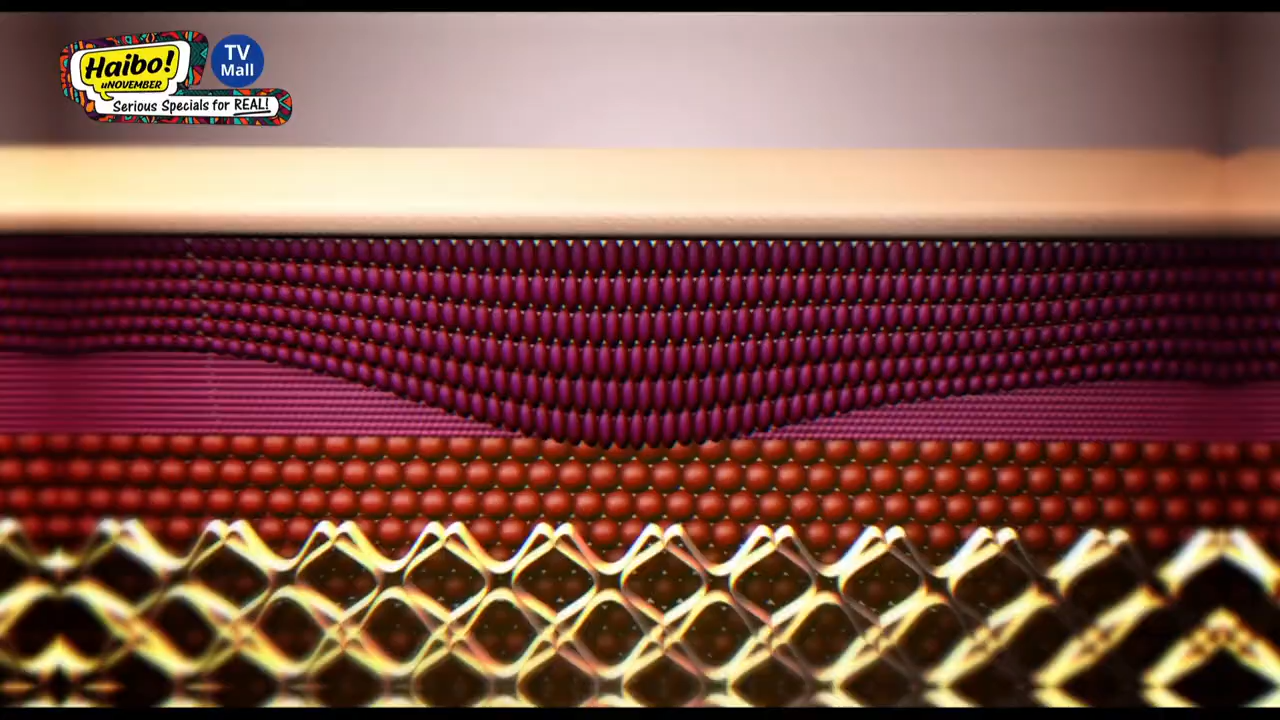 Haibo!
uNOVEMBER
Serious Specials for REAL!
TV
Mall